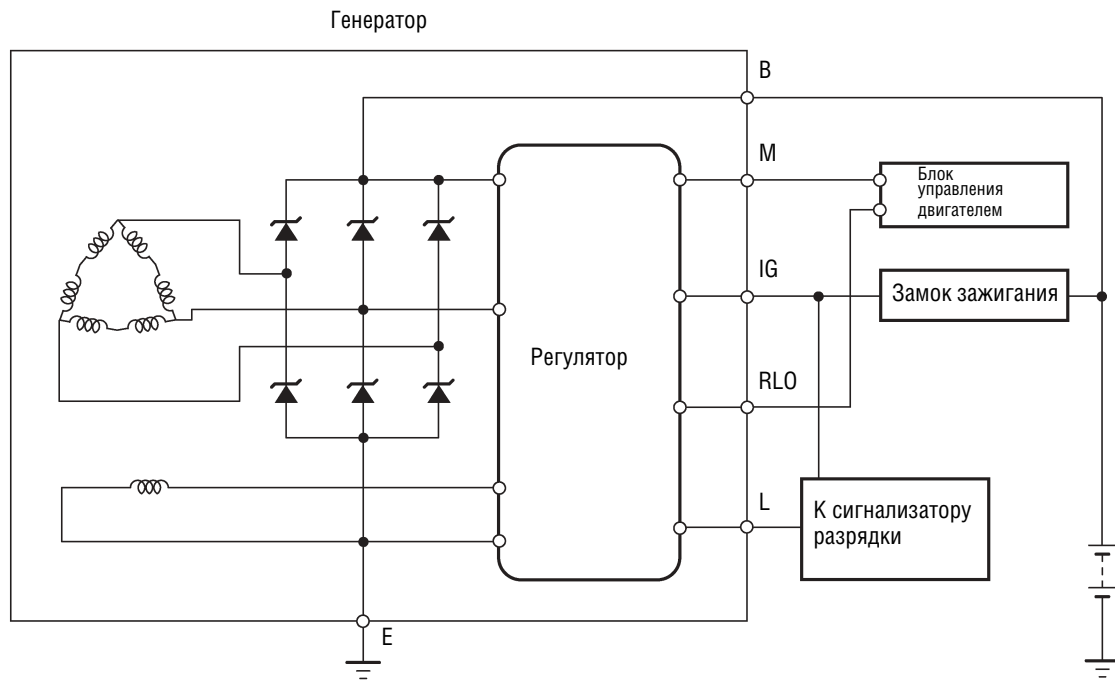 Генератор
B
M
Блок
управления
двигателем
IG
Замок зажигания
Регулятор
RLO
L
К сигнализатору
разрядки
E